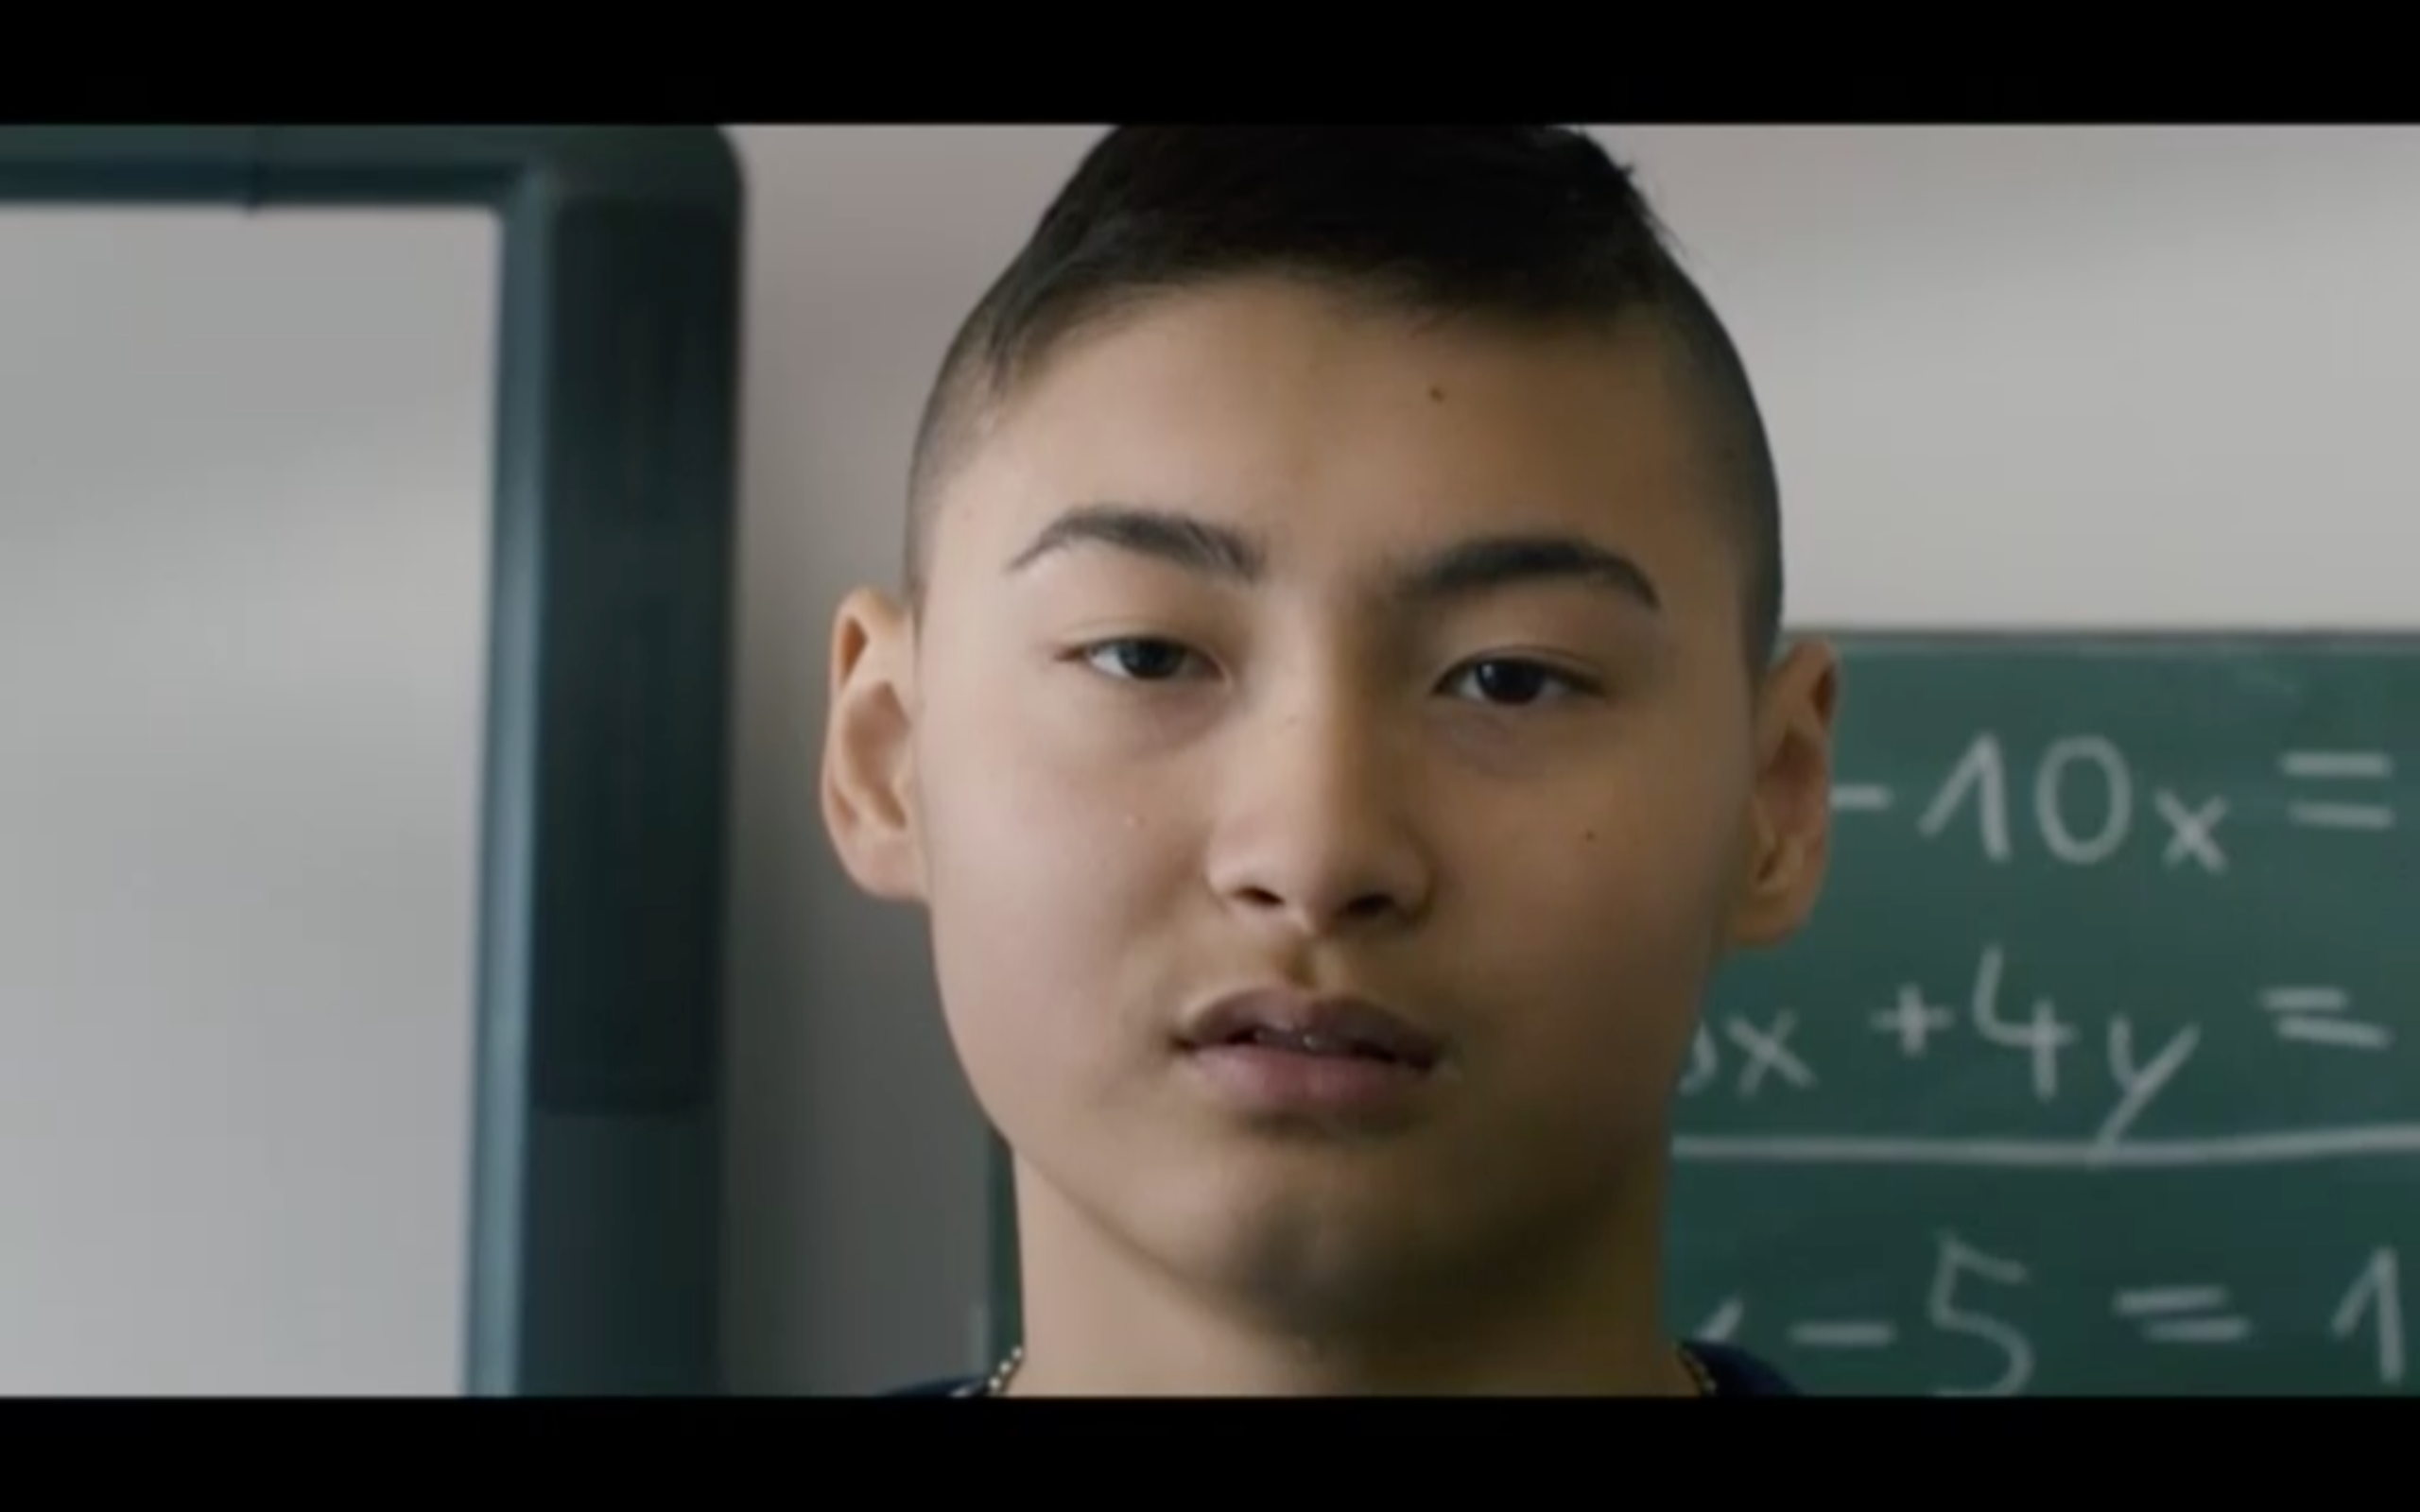 -10x =
x +4y =
-5 = 1